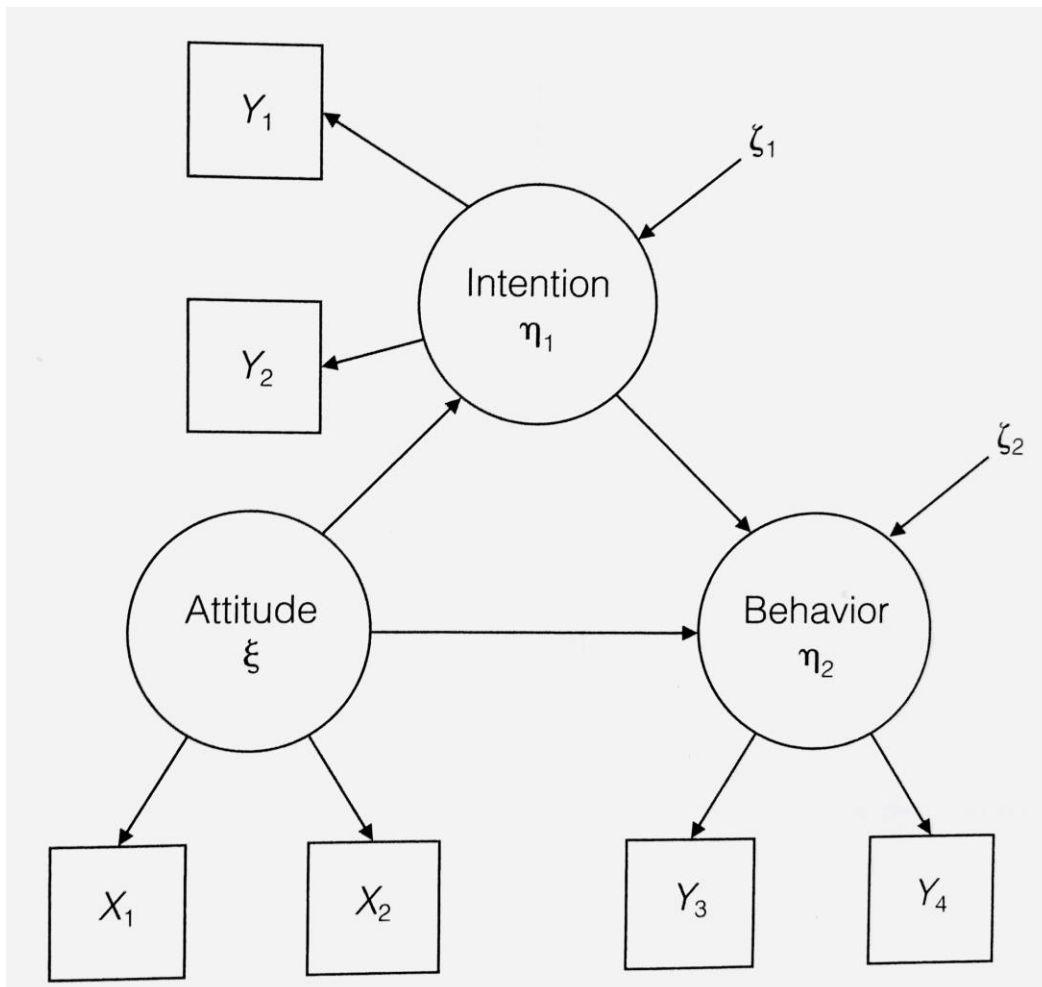 Y₁
ζ₁
Intention
η₁
Y₂
ζ₂
Attitude
ξ
Behavior
η₂
X₁
X₂
Y₃
Y₄